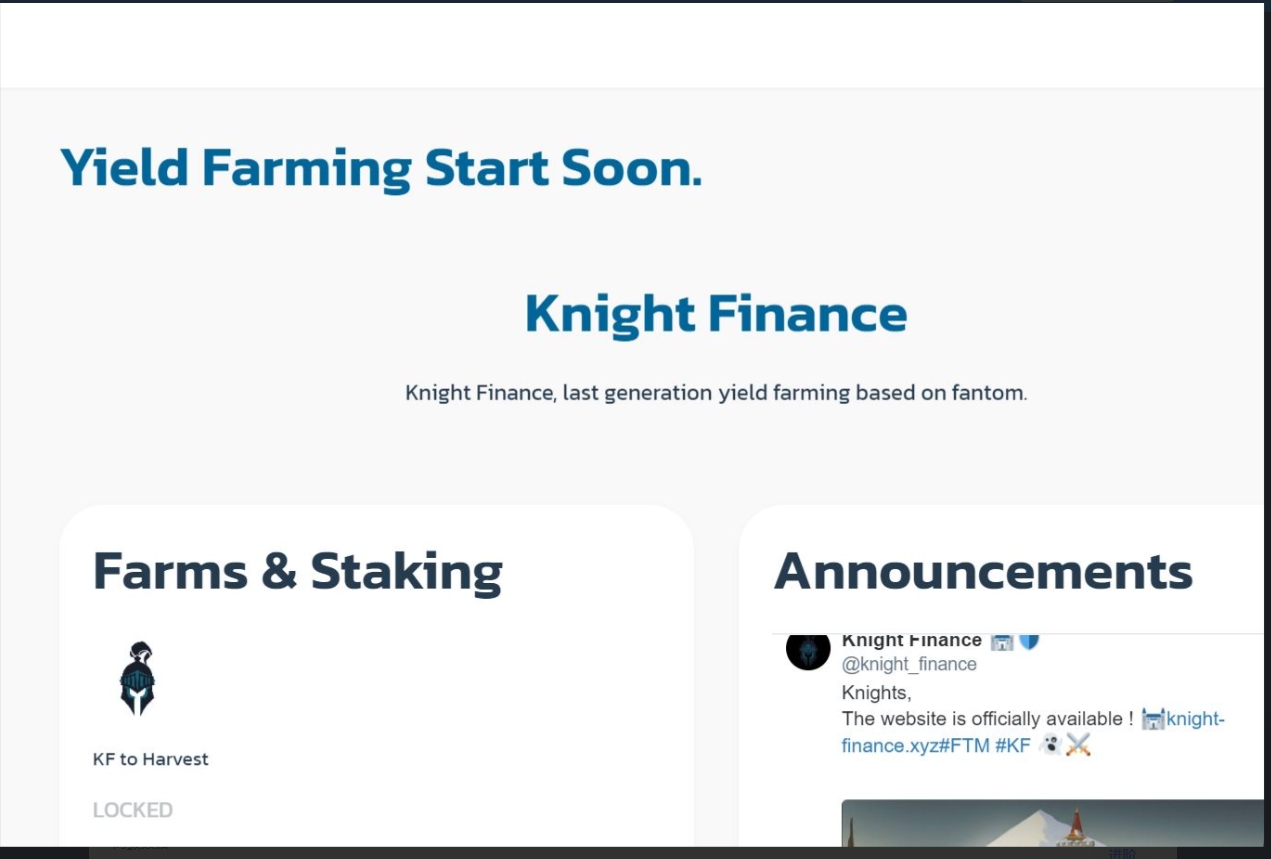 Yield Farming Start Soon.
Knight Finance
Knight Finance, last generation yield farming based on fantom.
Farms & Staking
KF to Harvest
LOCKED
Announcements
Knight Finance 🏰🛡️
@knight_finance
Knights,
The website is officially available ! 🏰knight-
finance.xyz#FTM #KF 👻⚔️